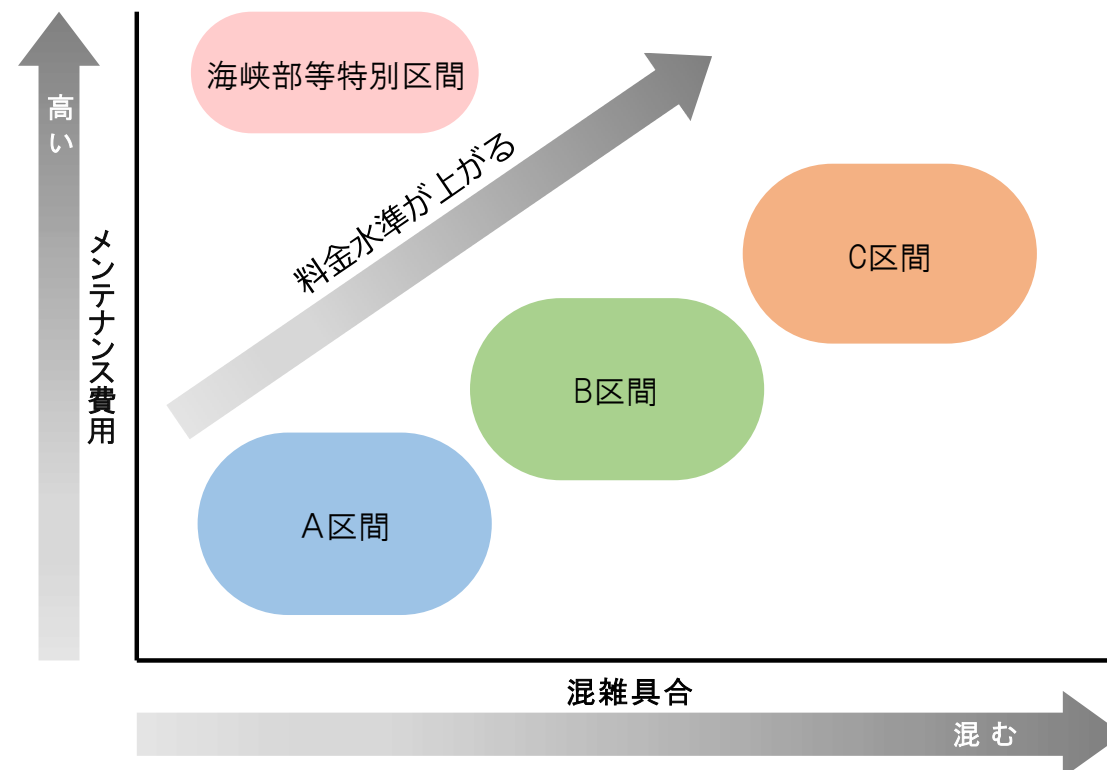 高い
メンテナンス費用
海峡部等特別区間
料金水準が上がる
C区間
B区間
A区間
混雑具合
混む